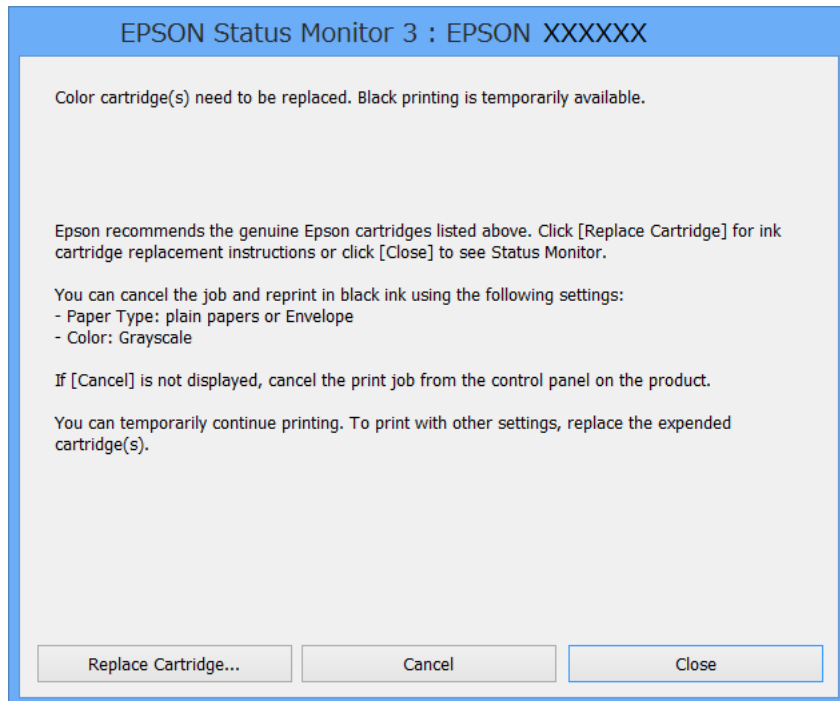 EPSON Status Monitor 3 : EPSON XXXXXX
Color cartridge(s) need to be replaced. Black printing is temporarily available.
Epson recommends the genuine Epson cartridges listed above. Click [Replace Cartridge] for ink
cartridge replacement instructions or click [Close] to see Status Monitor.
You can cancel the job and reprint in black ink using the following settings:
- Paper Type: plain papers or Envelope
- Color: Grayscale
If [Cancel] is not displayed, cancel the print job from the control panel on the product.
You can temporarily continue printing. To print with other settings, replace the expended
cartridge(s).
Replace Cartridge... Cancel Close